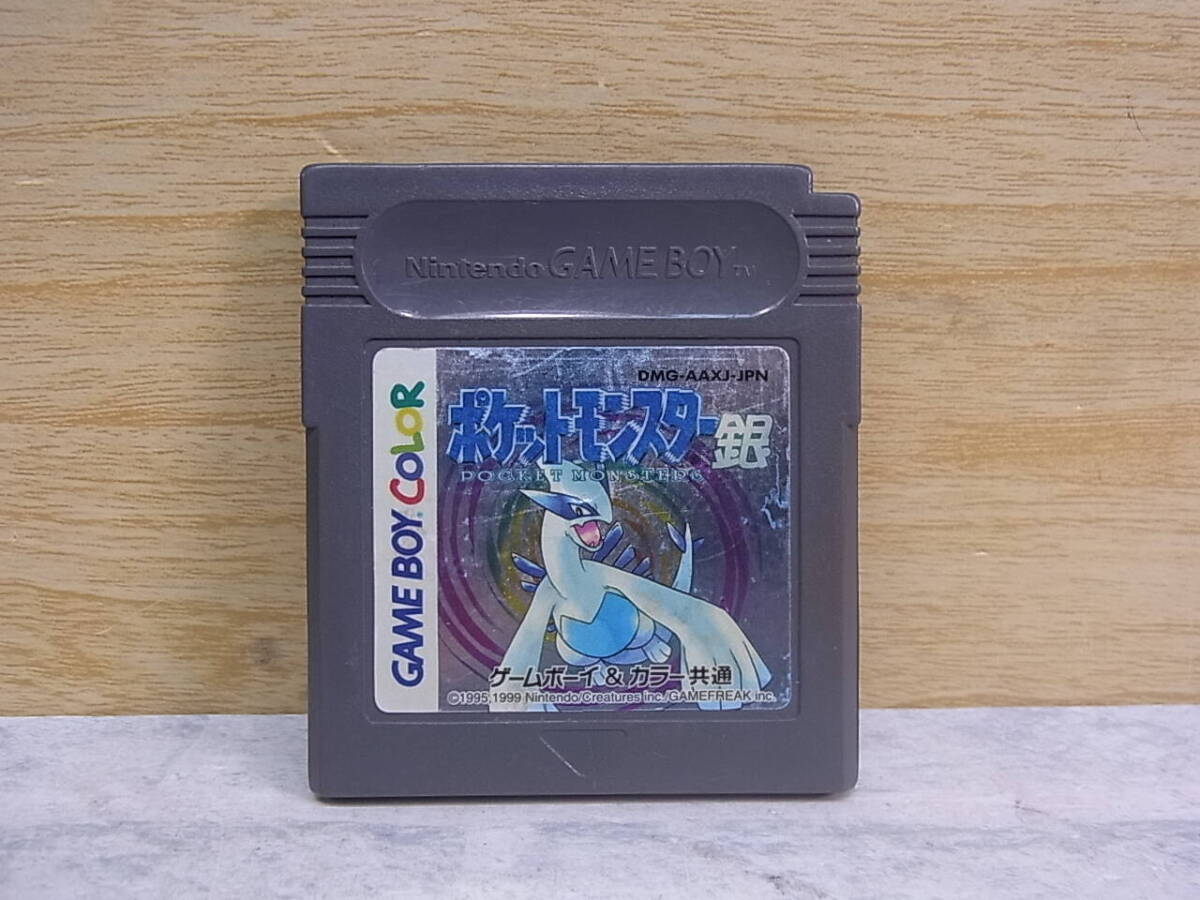 Nintendo GAME BOY TM
DMG-AAXJ-JPN
ポケットモンスター銀
POCKET MONSTERS
GAME BOY COLOR
ゲームボーイ & カラー共通
©1995,1999 Nintendo/Creatures inc./GAMEFREAK inc.